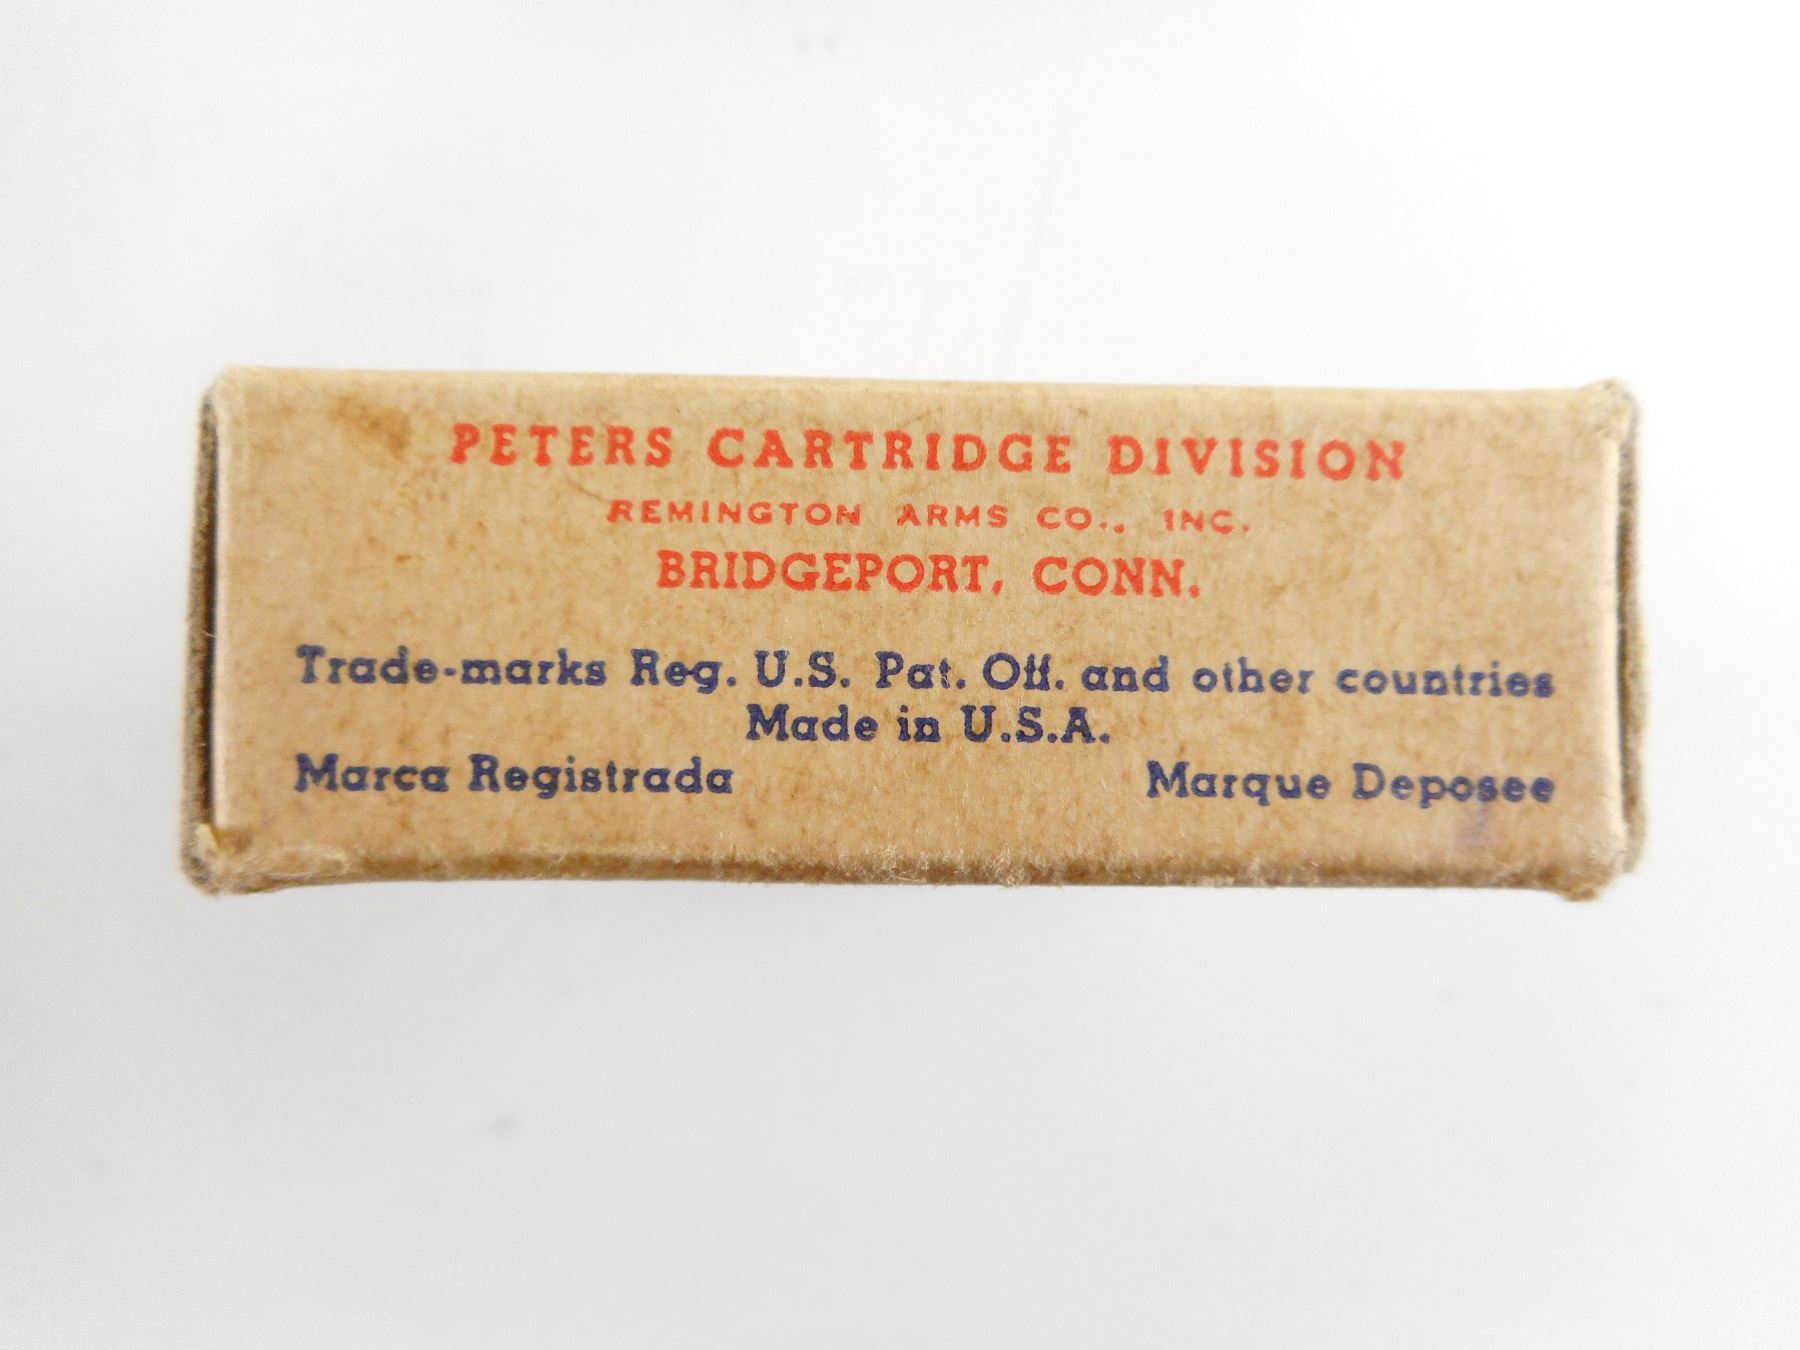 PETERS CARTRIDGE DIVISION
REMINGTON ARMS CO., INC.
BRIDGEPORT, CONN.
Trade-marks Reg. U.S. Pat. Off. and other countries
Made in U.S.A.
Marca Registrada Marque Deposee